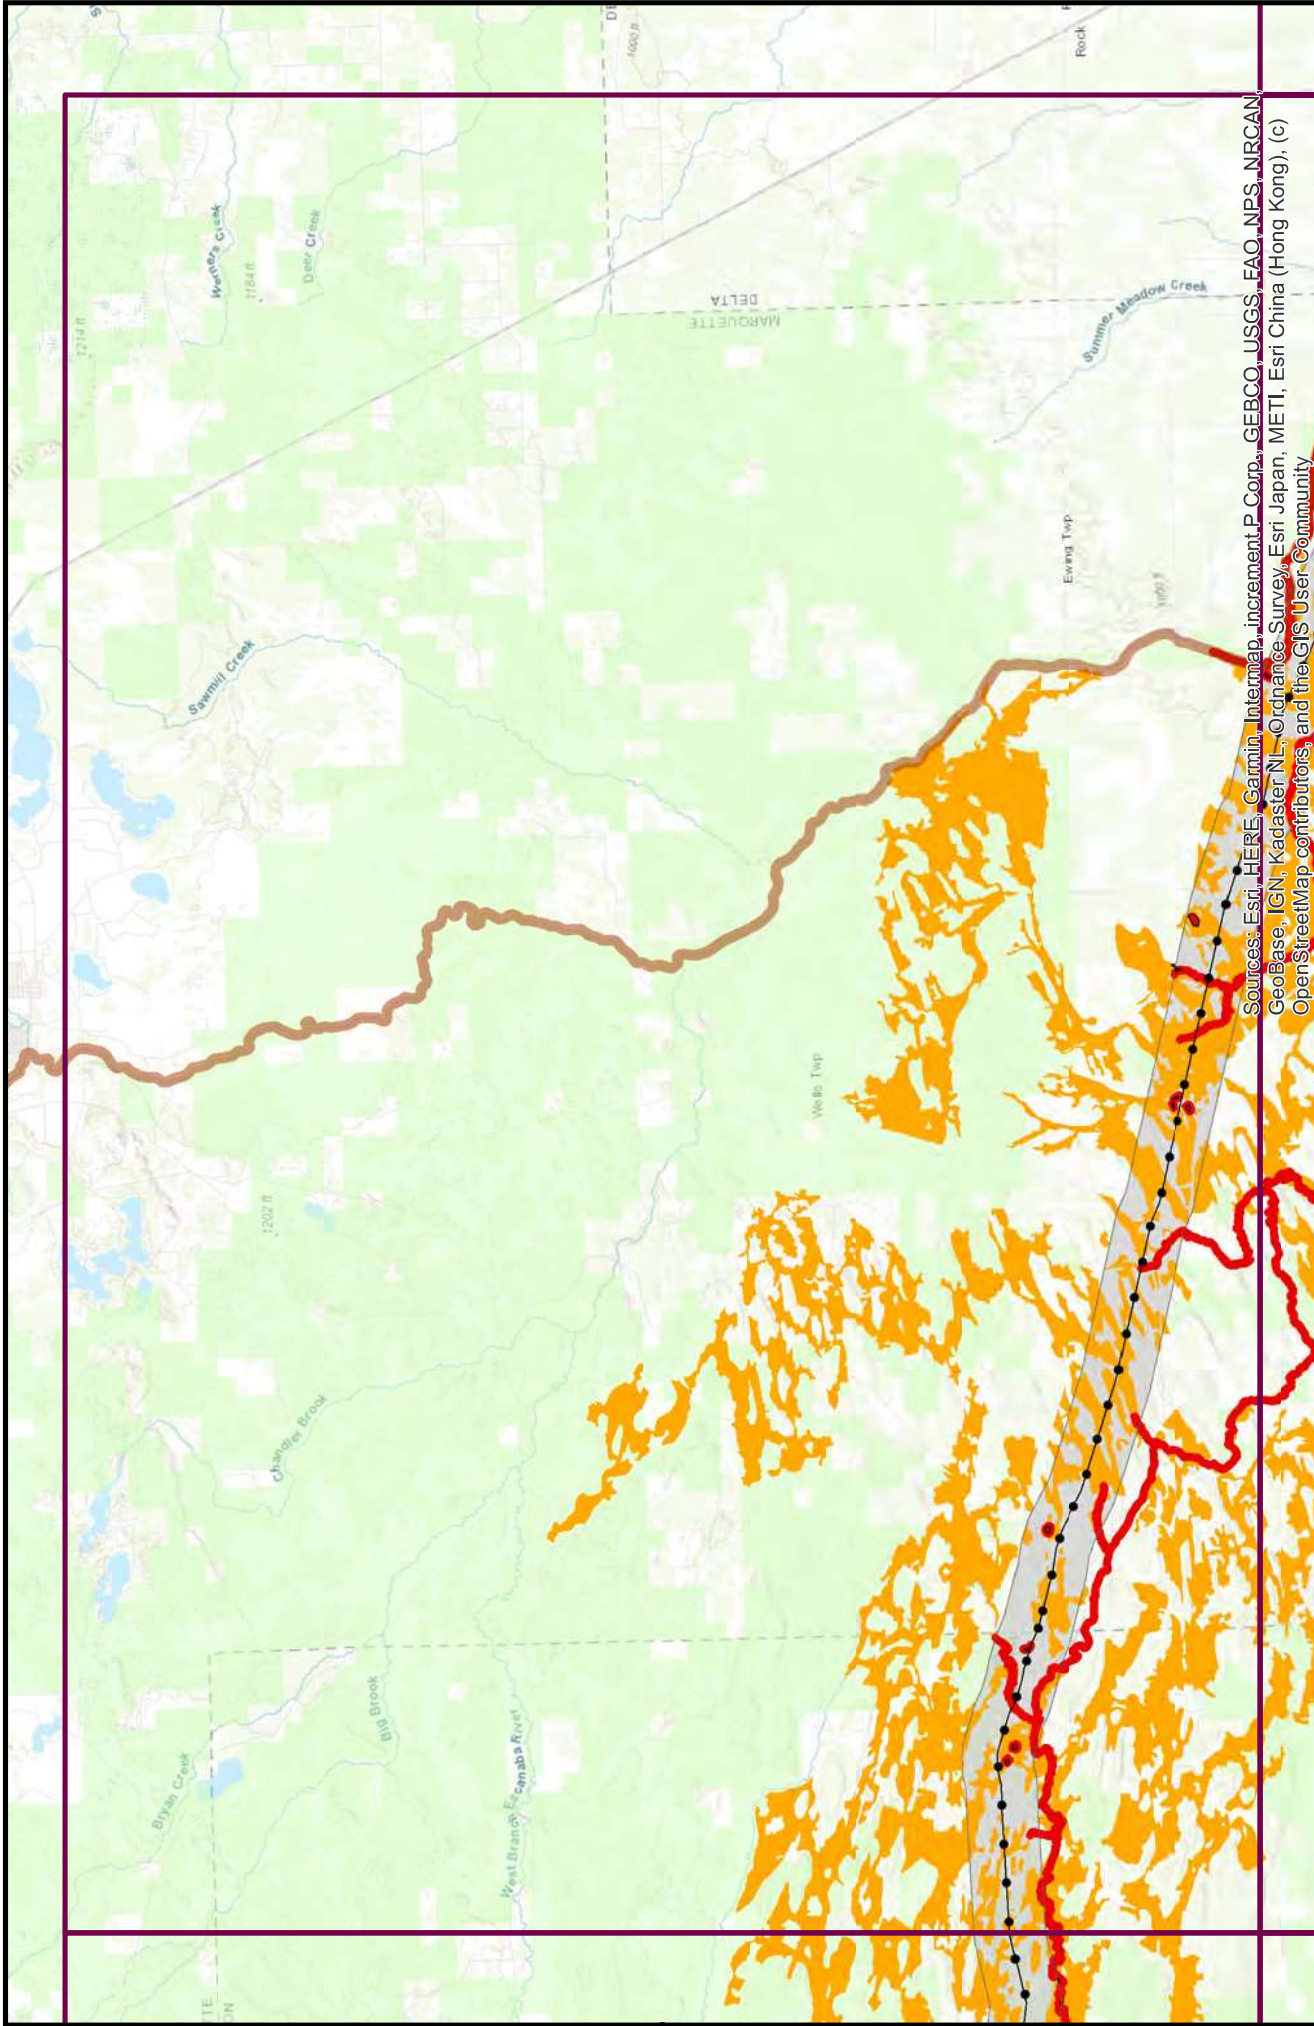 1000 ft
Rock
Werners Creek
1184 ft
Deer Creek
1214 ft
DELTA
MARQUETTE
Summer Meadow Creek
Sawmill Creek
Ewing Twp
Wells Twp
1202 ft
Chandler Brook
Big Brook
Bryan Creek
West Branch Escanaba River
Sources: Esri, HERE, Garmin, Intermap, increment P Corp., GEBCO, USGS, FAO, NPS, NRCAN,
GeoBase, IGN, Kadaster NL, Ordnance Survey, Esri Japan, METI, Esri China (Hong Kong), (c)
OpenStreetMap contributors, and the GIS User Community